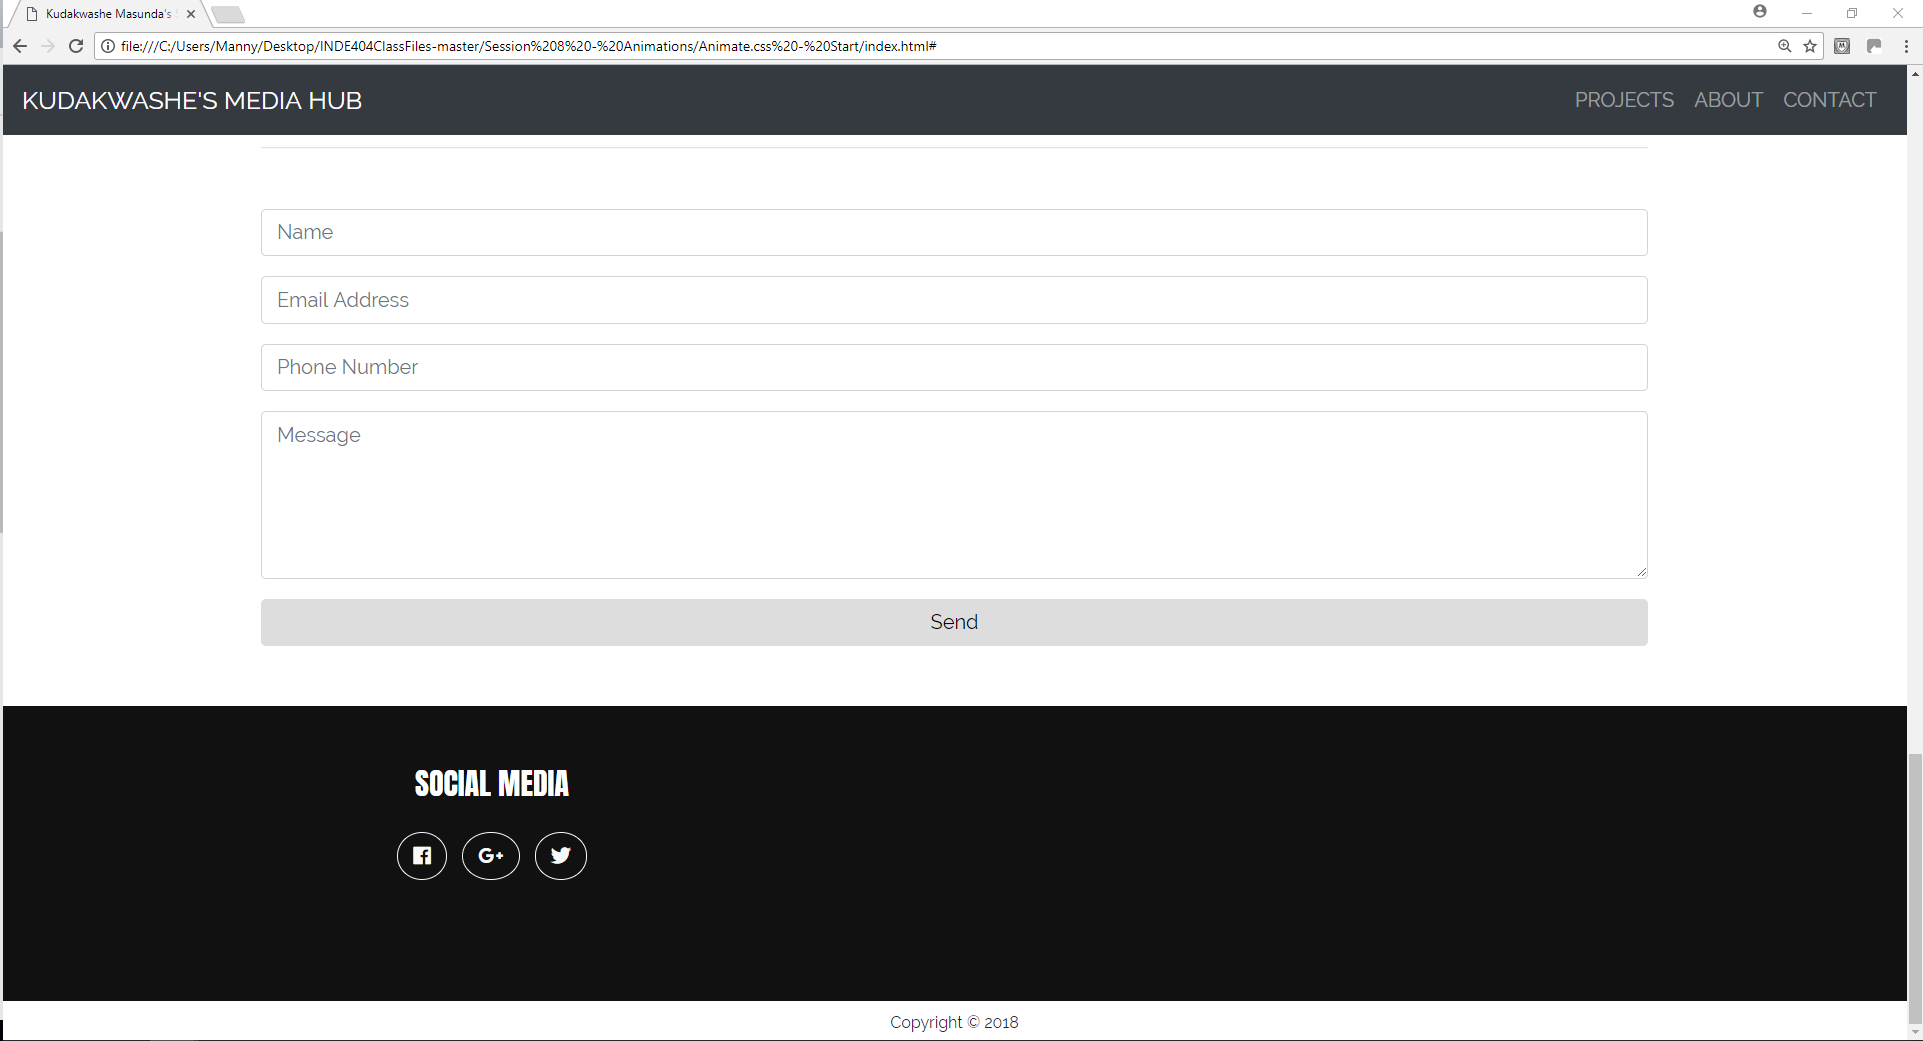 Kudakwashe Masunda's
file:///C:/Users/Manny/Desktop/INDE404ClassFiles-master/Session%208%20-%20Animations/Animate.css%20-%20Start/index.html#
KUDAKWASHE'S MEDIA HUB PROJECTS ABOUT CONTACT
Name
Email Address
Phone Number
Message
Send
SOCIAL MEDIA
G+
Copyright © 2018